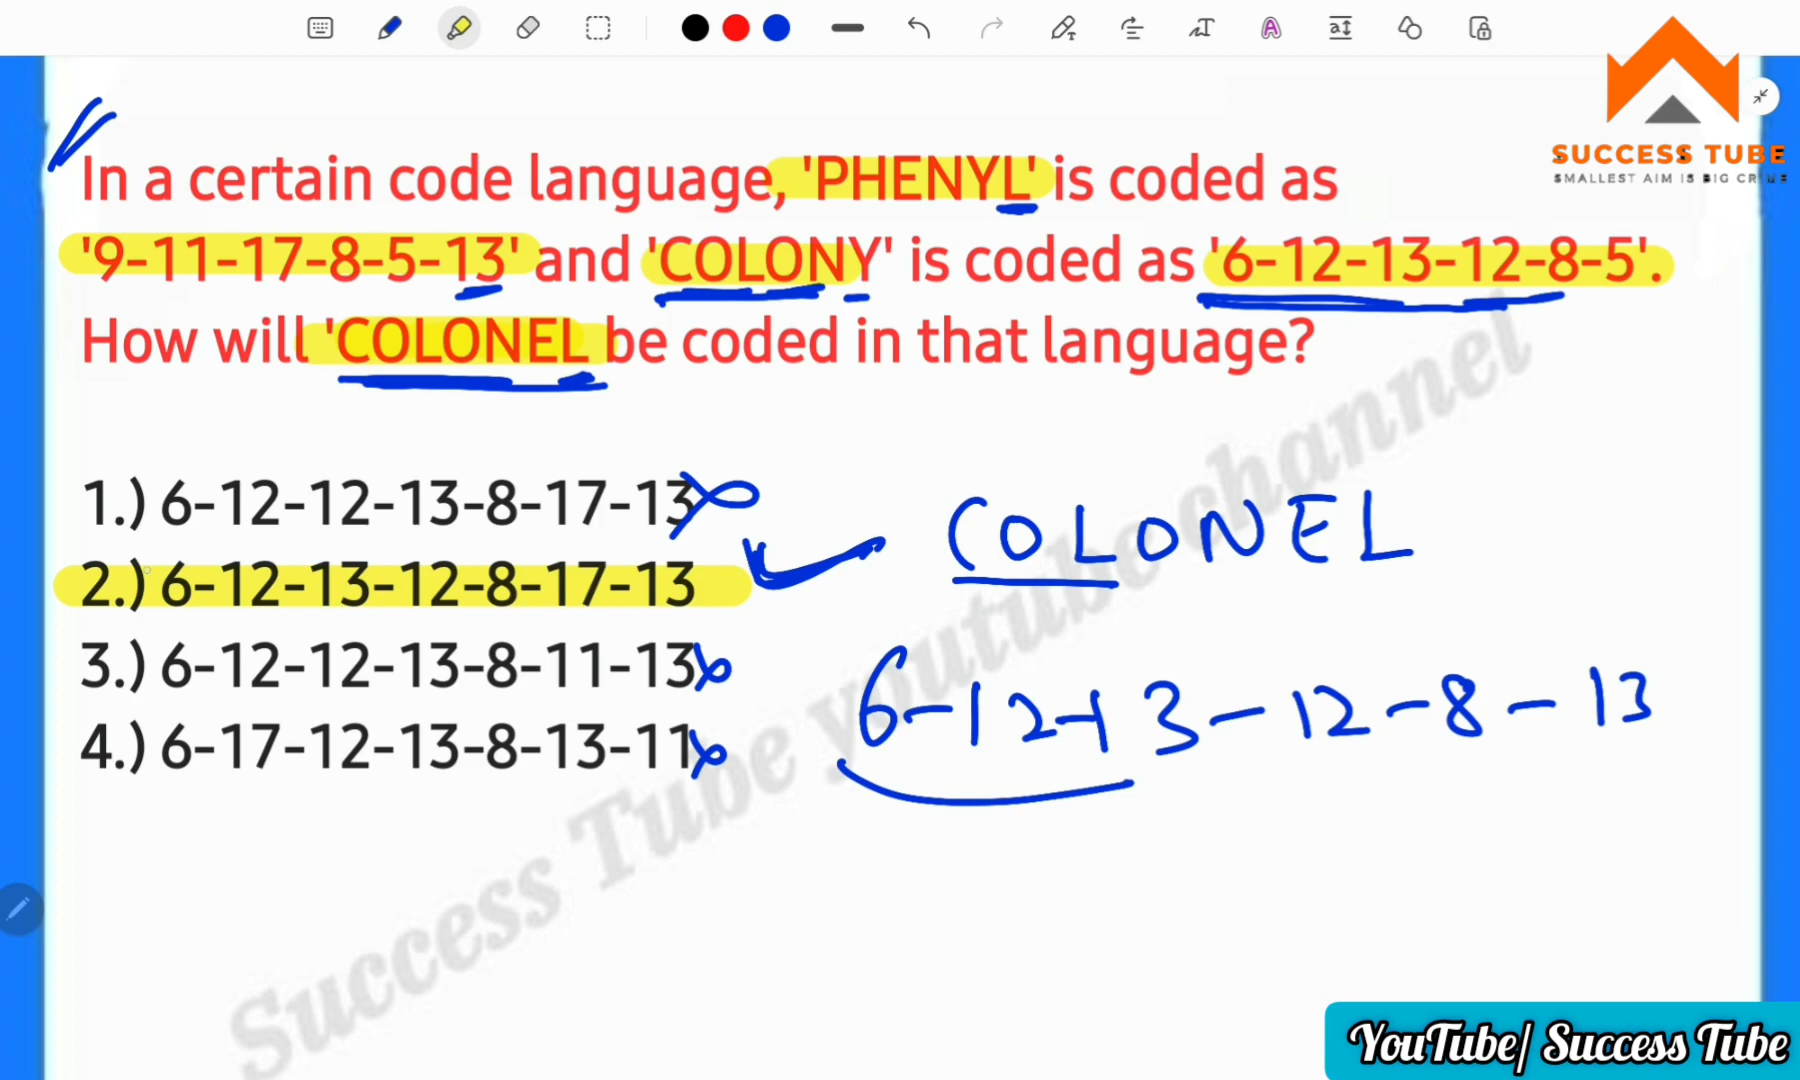 SUCCESS TUBE
SMALLEST AIM IS BIG CRIME
In a certain code language, 'PHENYL' is coded as
'9-11-17-8-5-13' and 'COLONY' is coded as '6-12-13-12-8-5'.
How will 'COLONEL be coded in that language?
1.) 6-12-12-13-8-17-13
2.) 6-12-13-12-8-17-13
3.) 6-12-12-13-8-11-13
4.) 6-17-12-13-8-13-11
COLONEL
6-12-13-12-8-13
Success Tube youtube channel
YouTube/ Success Tube